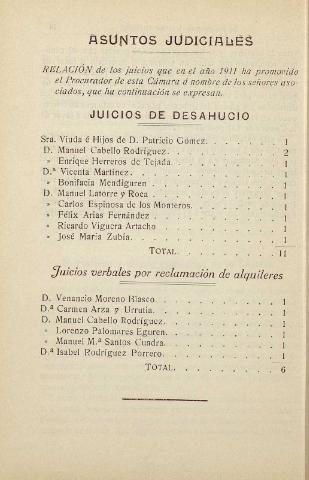 ASUNTOS JUDICIALES
RELACIÓN de los juicios que en el año 1911 ha promovido
el Procurador de esta Cámara á nombre de los señores aso-
ciados, que ha continuación se expresan.
JUICIOS DE DESAHUCIO
Sra. Viuda é Hijos de D. Patricio Gómez. . . . . . . . 1
D. Manuel Cabello Rodríguez. . . . . . . . . . 2
» Enrique Herreros de Tejada. . . . . . . . . . 1
D.ª Vicenta Martínez. . . . . . . . . . . . . 1
» Bonifacia Mendiguren . . . . . . . . . . . 1
D. Manuel Latorre y Roca . . . . . . . . . . . 1
» Carlos Espinosa de los Monteros. . . . . . . . . 1
» Félix Arias Fernández . . . . . . . . . . . 1
» Ricardo Viguera Artacho . . . . . . . . . . 1
» José María Zubía. . . . . . . . . . . . . 1
TOTAL. . . . . . . . . 11
Juicios verbales por reclamación de alquileres
D. Venancio Moreno Blasco. . . . . . . . . . . 1
D.ª Carmen Arza y Urrutia. . . . . . . . . . . 1
D. Manuel Cabello Rodríguez. . . . . . . . . . 1
» Lorenzo Palomares Eguren. . . . . . . . . . 1
» Manuel M.ª Santos Cuadra. . . . . . . . . . 1
D.ª Isabel Rodríguez Porrero. . . . . . . . . . 1
TOTAL. . . . . . . . . 6